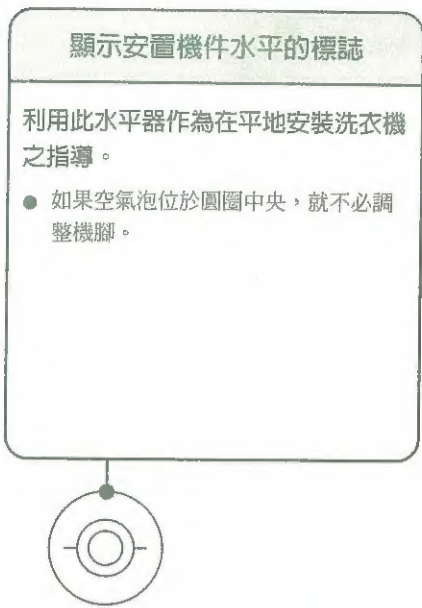 顯示安置機件水平的標誌
利用此水平器作為在平地安裝洗衣機
之指導。
● 如果空氣泡位於圓圈中央，就不必調
整機腳。